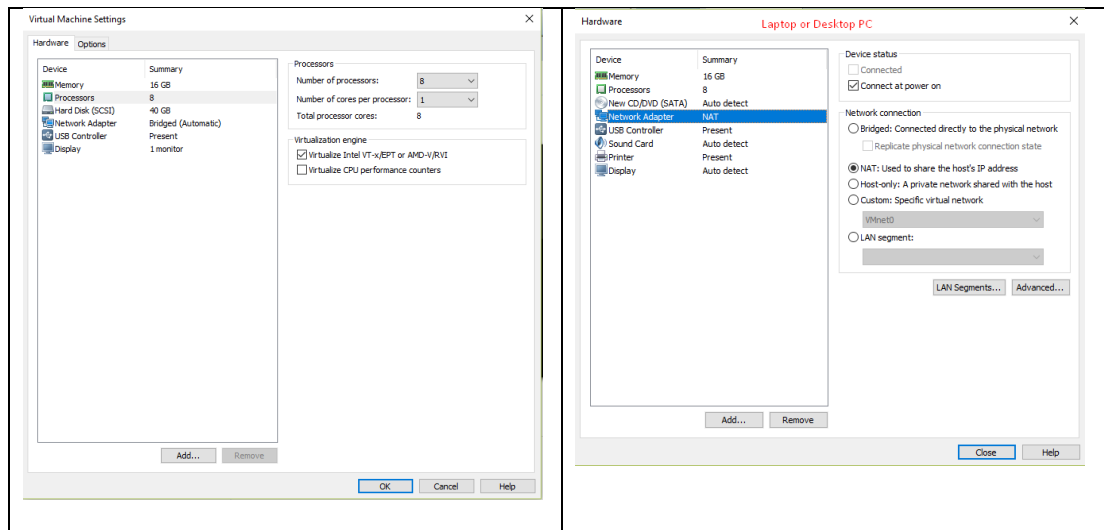 Virtual Machine Settings
Hardware Options
Device Summary
Memory 16 GB
Processors 8
Hard Disk (SCSI) 40 GB
Network Adapter Bridged (Automatic)
USB Controller Present
Display 1 monitor
Add... Remove
Processors
Number of processors: 8
Number of cores per processor: 1
Total processor cores: 8
Virtualization engine
Virtualize Intel VT-x/EPT or AMD-V/RVI
Virtualize CPU performance counters
OK Cancel Help
Hardware Laptop or Desktop PC
Device Summary
Memory 16 GB
Processors 8
New CD/DVD (SATA) Auto detect
Network Adapter NAT
USB Controller Present
Sound Card Auto detect
Printer Present
Display Auto detect
Add... Remove
Device status
Connected
Connect at power on
Network connection
Bridged: Connected directly to the physical network
Replicate physical network connection state
NAT: Used to share the host's IP address
Host-only: A private network shared with the host
Custom: Specific virtual network
VMnet0
LAN segment:
LAN Segments... Advanced...
Close Help